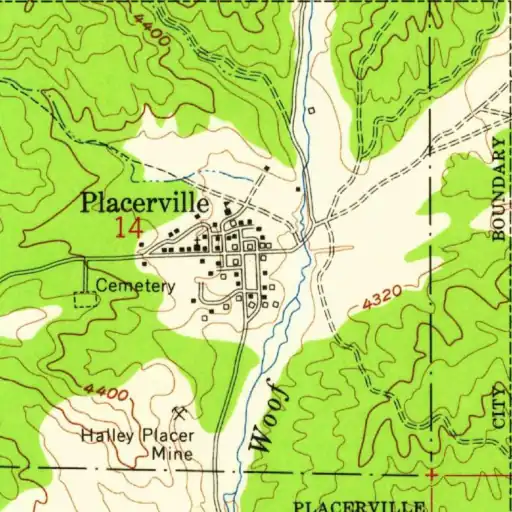 4400
BOUNDARY
Placerville
14
Cemetery
4320
4400
CITY
Woof
Halley Placer
Mine
PLACERVILLE